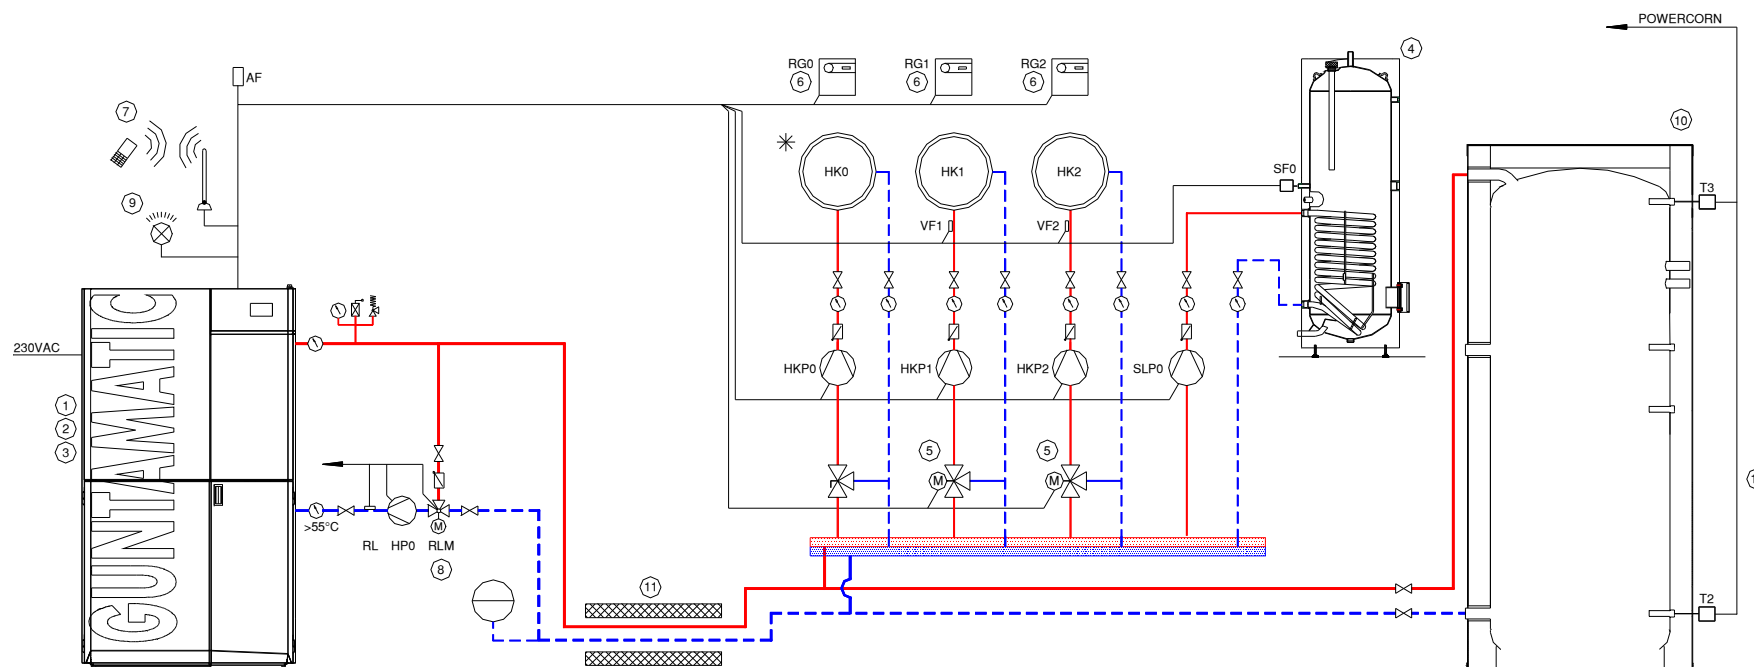 POWERCORN
4
RG0
RG1
RG2
6
6
6
AF
7
10
HK0
HK1
HK2
SF0
T3
9
VF1
VF2
GUNTAMATIC
230VAC
HKP0
HKP1
HKP2
SLP0
1
2
3
5
5
M
M
>55°C
M
RL
HP0
RLM
8
11
T2